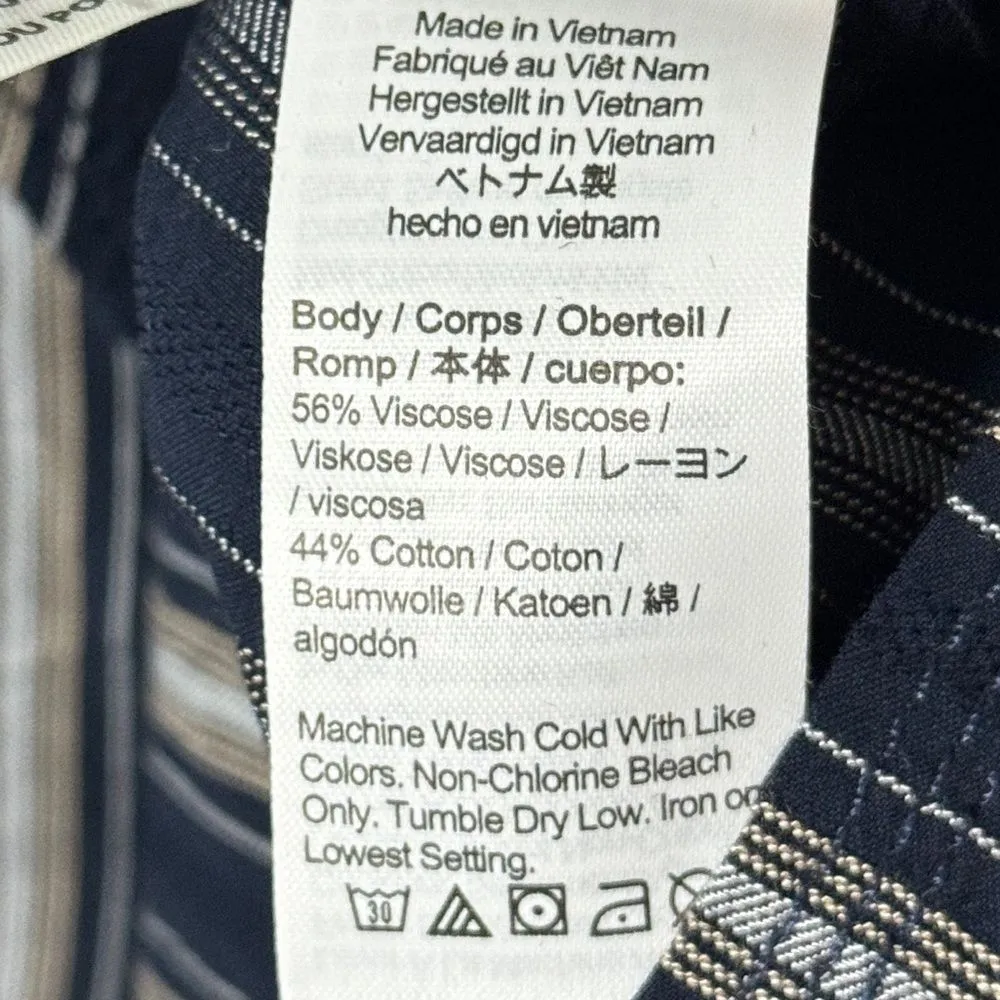 OU PO
Made in Vietnam
Fabriqué au Viêt Nam
Hergestellt in Vietnam
Vervaardigd in Vietnam
ベトナム製
hecho en vietnam
Body / Corps / Oberteil /
Romp / 本体 / cuerpo:
56% Viscose / Viscose /
Viskose / Viscose / レーヨン
/ viscosa
44% Cotton / Coton /
Baumwolle / Katoen / 綿 /
algodón
Machine Wash Cold With Like
Colors. Non-Chlorine Bleach
Only. Tumble Dry Low. Iron on
Lowest Setting.
30